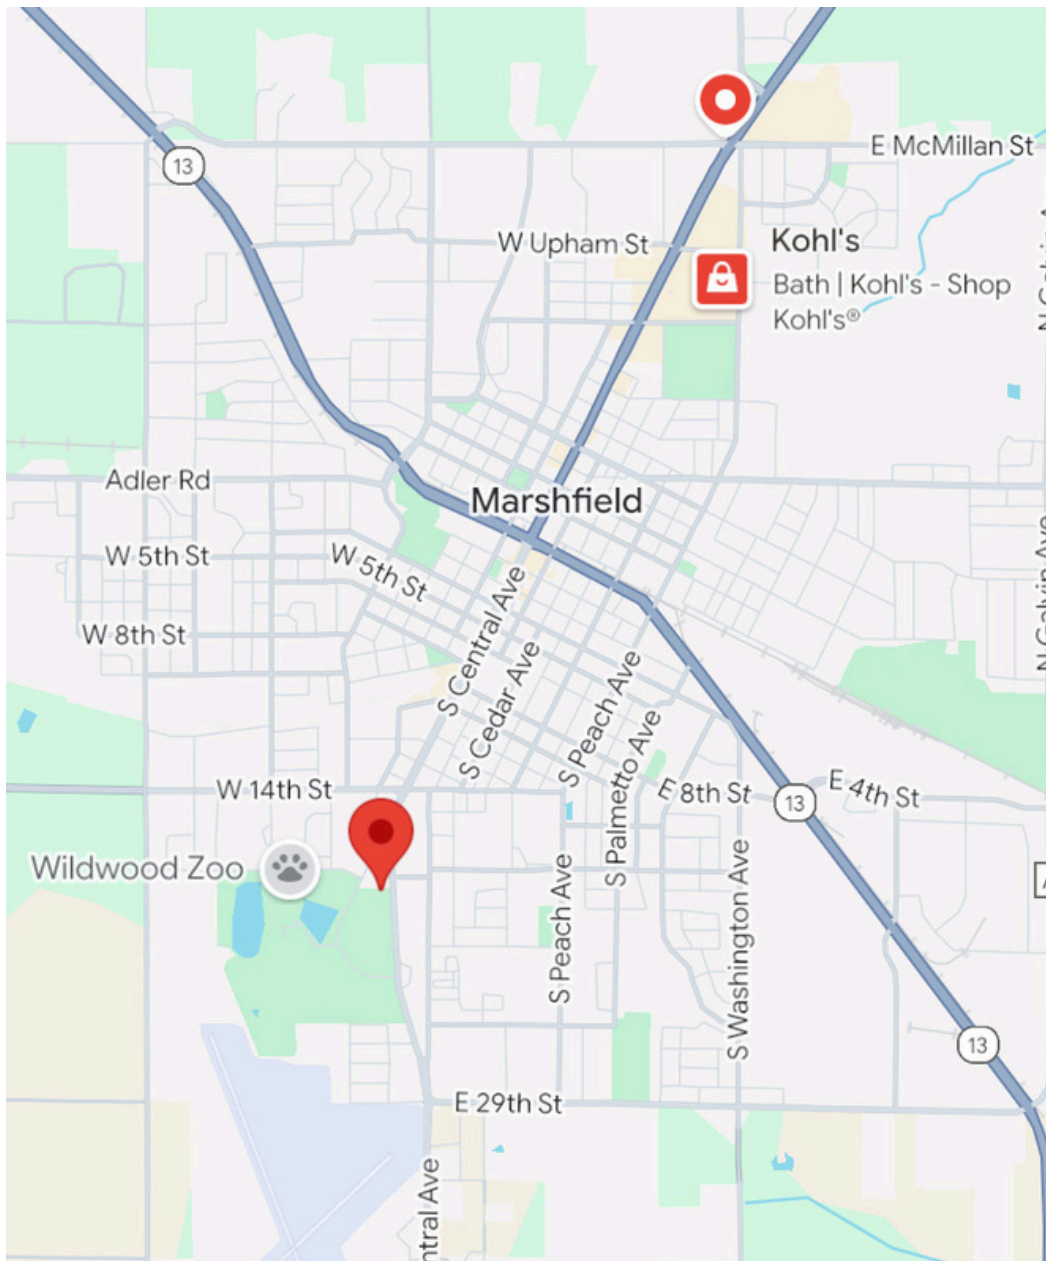 13
E McMillan St
W Upham St
Kohl's
Bath | Kohl's - Shop
Kohl's®
Adler Rd
Marshfield
W 5th St
W 5th St
N Galvin Ave
W 8th St
S Central Ave
S Cedar Ave
S Peach Ave
S Palmetto Ave
W 14th St
E 8th St
13
E 4th St
Wildwood Zoo
S Peach Ave
S Washington Ave
13
E 29th St
ntral Ave